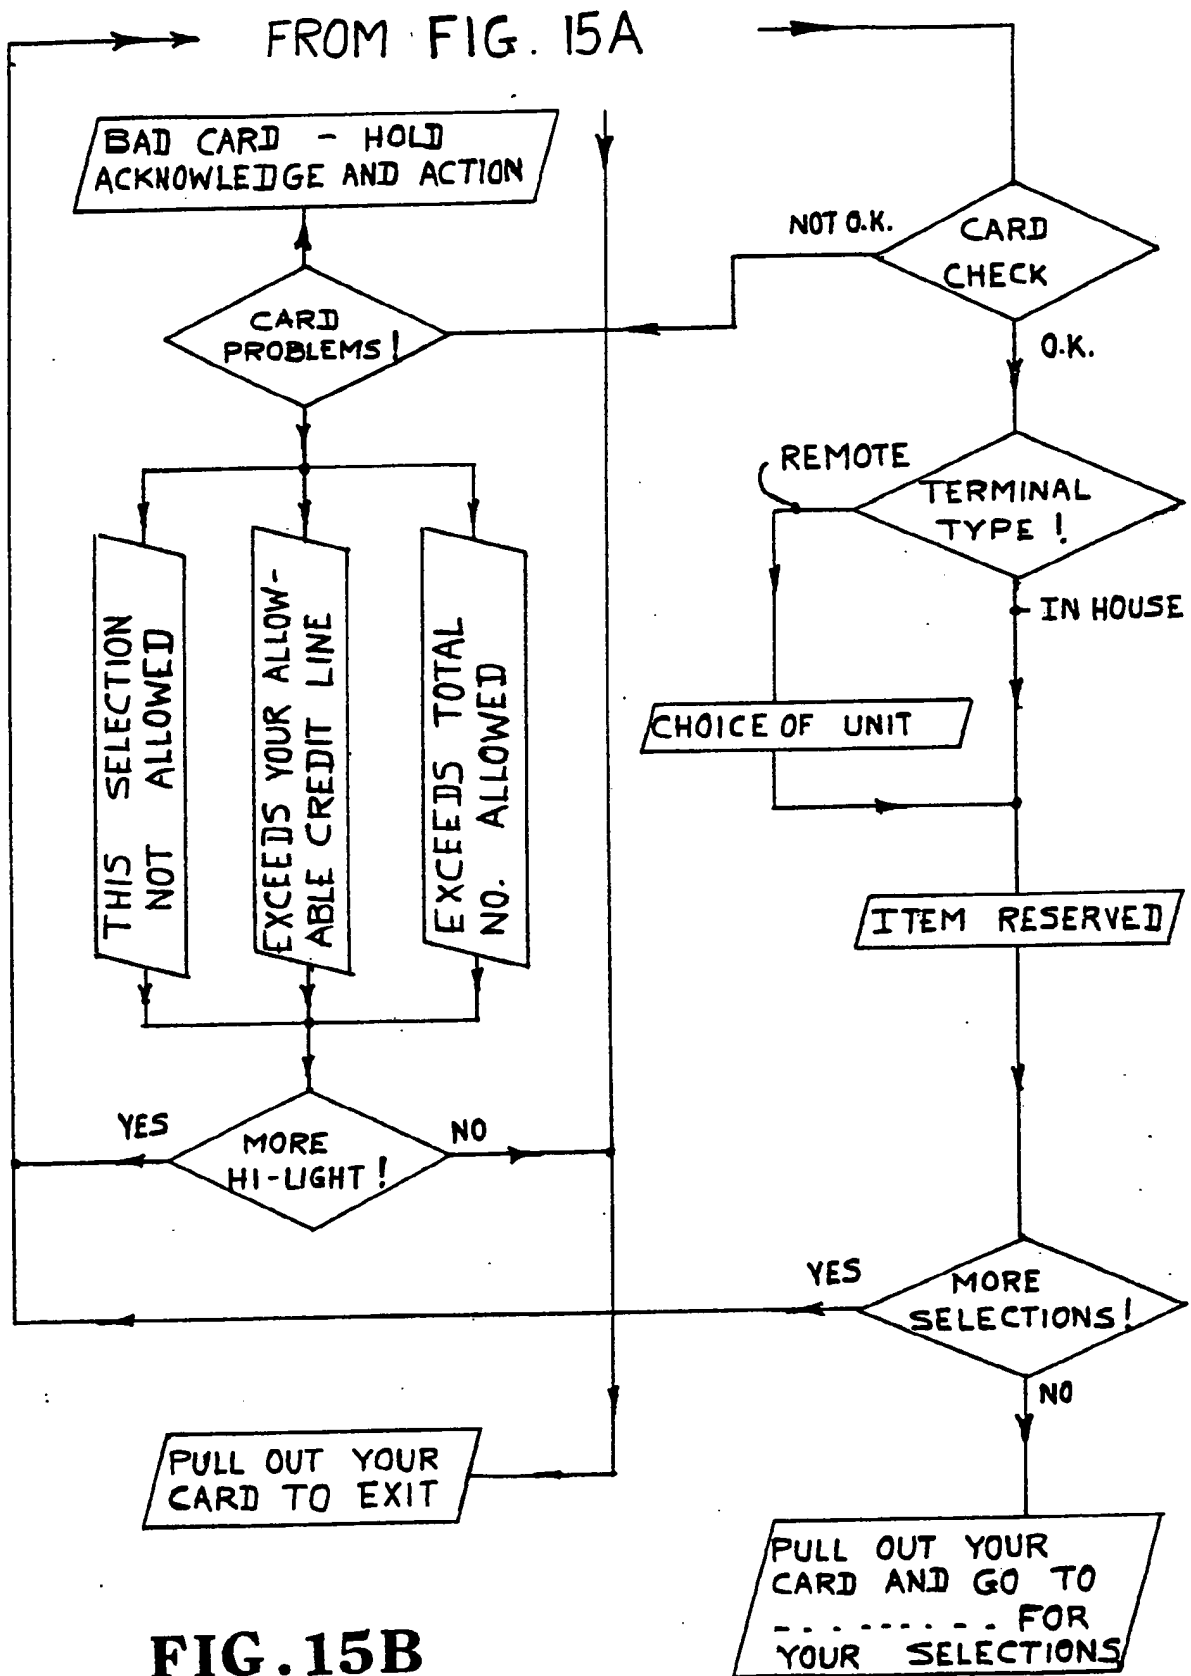 FROM FIG. 15A
BAD CARD - HOLD
ACKNOWLEDGE AND ACTION
NOT O.K.
CARD
CHECK
CARD
PROBLEMS!
O.K.
REMOTE
TERMINAL
TYPE!
IN HOUSE
THIS SELECTION
NOT ALLOWED
EXCEEDS YOUR ALLOW-
ABLE CREDIT LINE
EXCEEDS TOTAL
NO. ALLOWED
CHOICE OF UNIT
ITEM RESERVED
YES
MORE
HI-LIGHT!
NO
YES
MORE
SELECTIONS!
NO
PULL OUT YOUR
CARD TO EXIT
PULL OUT YOUR
CARD AND GO TO
.......... FOR
YOUR SELECTIONS
FIG.15B